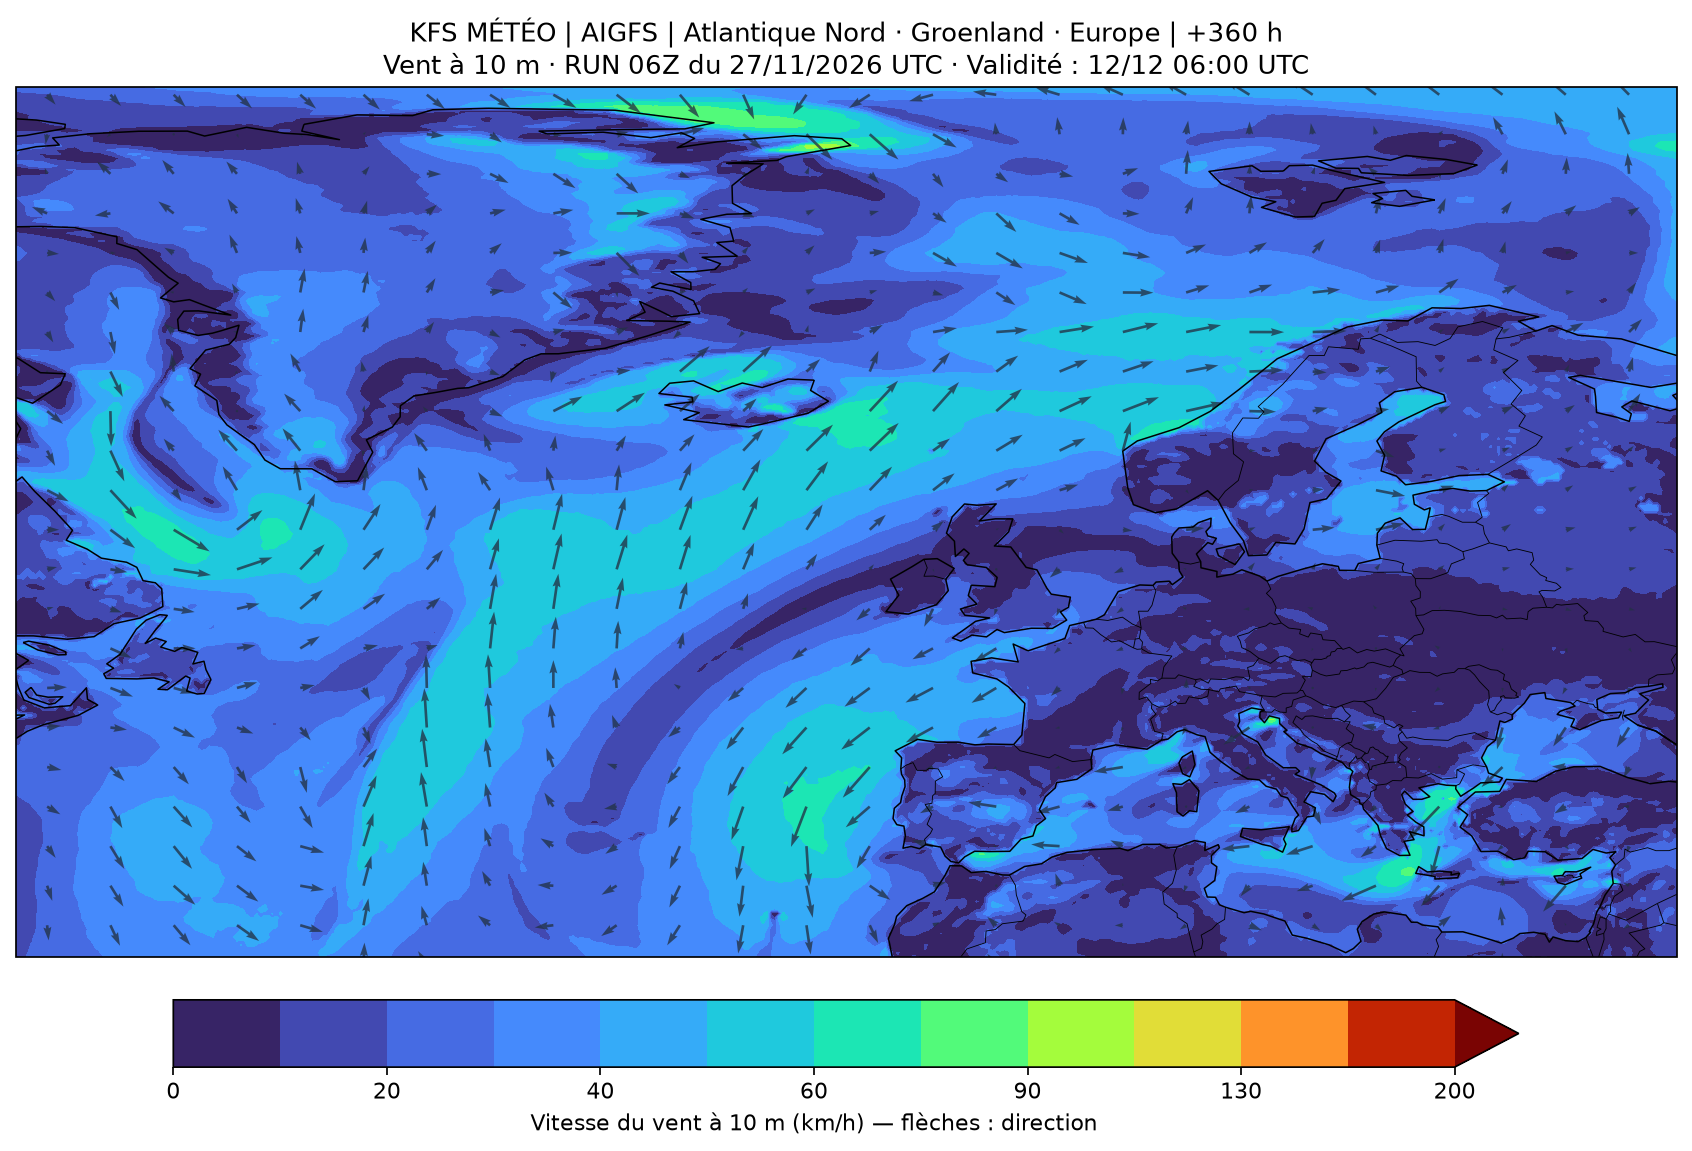 KFS MÉTÉO | AIGFS | Atlantique Nord · Groenland · Europe | +360 h
Vent à 10 m · RUN 06Z du 27/11/2026 UTC · Validité : 12/12 06:00 UTC
0 20 40 60 90 130 200
Vitesse du vent à 10 m (km/h) — flèches : direction